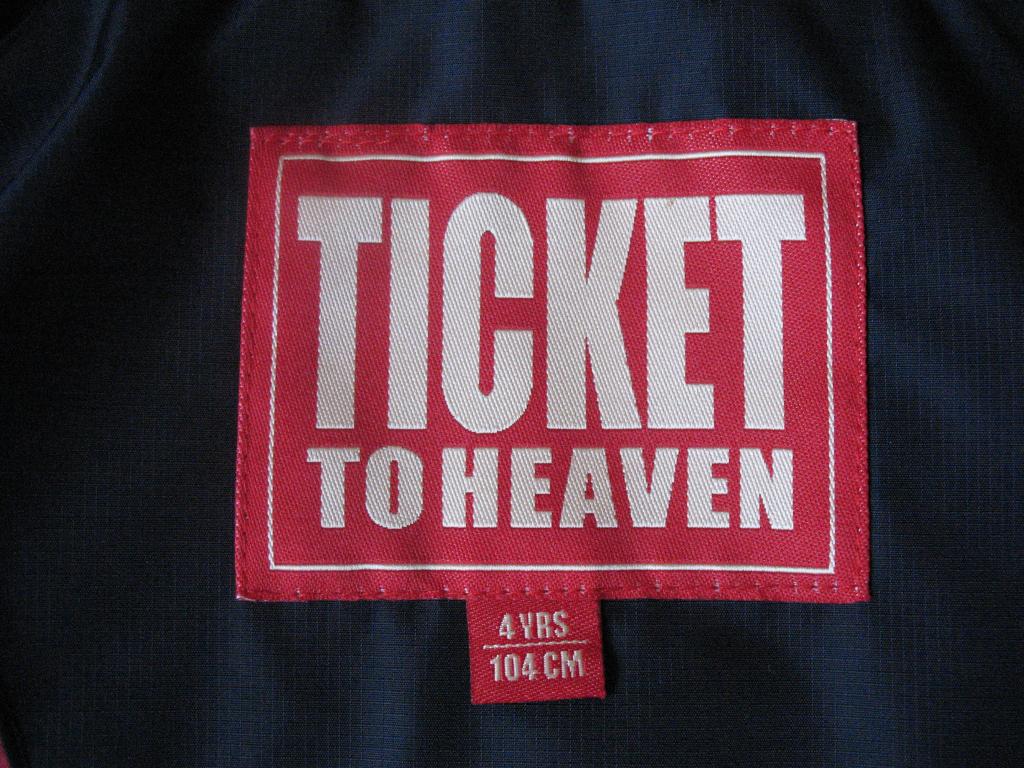 TICKET
TO HEAVEN
4 YRS
104 CM